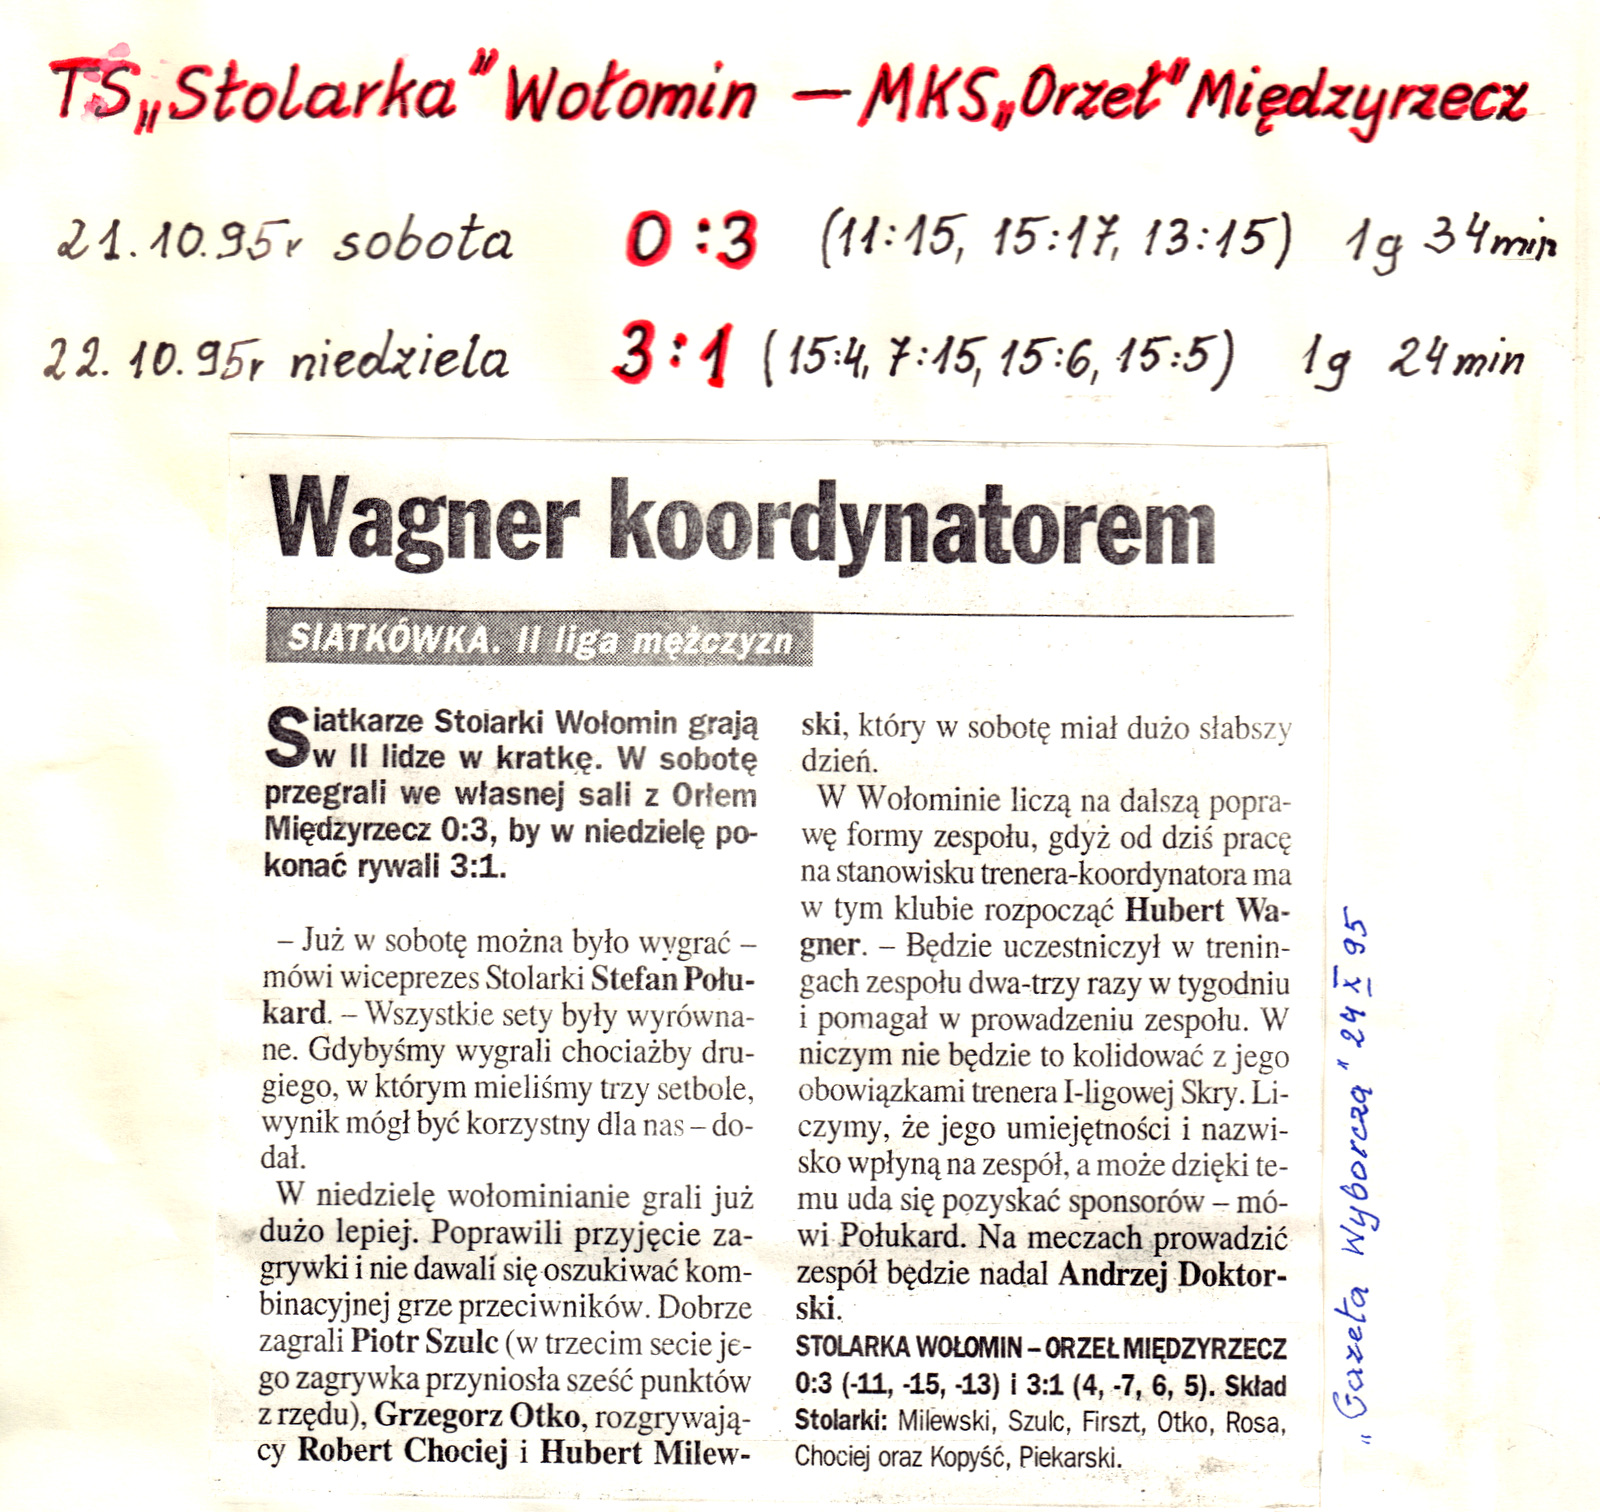 TS „Stolarka" Wołomin – MKS „Orzeł" Międzyrzecz
21.10.95r sobota 0:3 (11:15, 15:17, 13:15) 1g 34min
22.10.95r niedziela 3:1 (15:4, 7:15, 15:6, 15:5) 1g 24min
Wagner koordynatorem
SIATKÓWKA. II liga mężczyzn
Siatkarze Stolarki Wołomin grają
w II lidze w kratkę. W sobotę
przegrali we własnej sali z Orłem
Międzyrzecz 0:3, by w niedzielę po-
konać rywali 3:1.
– Już w sobotę można było wygrać –
mówi wiceprezes Stolarki Stefan Połu-
kard. – Wszystkie sety były wyrówna-
ne. Gdybyśmy wygrali chociażby dru-
giego, w którym mieliśmy trzy setbole,
wynik mógł być korzystny dla nas – do-
dał.
W niedzielę wołominianie grali już
dużo lepiej. Poprawili przyjęcie za-
grywki i nie dawali się oszukiwać kom-
binacyjnej grze przeciwników. Dobrze
zagrali Piotr Szulc (w trzecim secie je-
go zagrywka przyniosła sześć punktów
z rzędu), Grzegorz Otko, rozgrywają-
cy Robert Chociej i Hubert Milew-
ski, który w sobotę miał dużo słabszy
dzień.
W Wołominie liczą na dalszą popra-
wę formy zespołu, gdyż od dziś pracę
na stanowisku trenera-koordynatora ma
w tym klubie rozpocząć Hubert Wa-
gner. – Będzie uczestniczył w trenin-
gach zespołu dwa-trzy razy w tygodniu
i pomagał w prowadzeniu zespołu. W
niczym nie będzie to kolidować z jego
obowiązkami trenera I-ligowej Skry. Li-
czymy, że jego umiejętności i nazwi-
sko wpłyną na zespół, a może dzięki te-
mu uda się pozyskać sponsorów – mó-
wi Połukard. Na meczach prowadzić
zespół będzie nadal Andrzej Doktor-
ski.
STOLARKA WOŁOMIN – ORZEŁ MIĘDZYRZECZ
0:3 (-11, -15, -13) i 3:1 (4, -7, 6, 5). Skład
Stolarki: Milewski, Szulc, Firszt, Otko, Rosa,
Chociej oraz Kopyść, Piekarski.
„Gazeta Wyborcza" 24 X 95